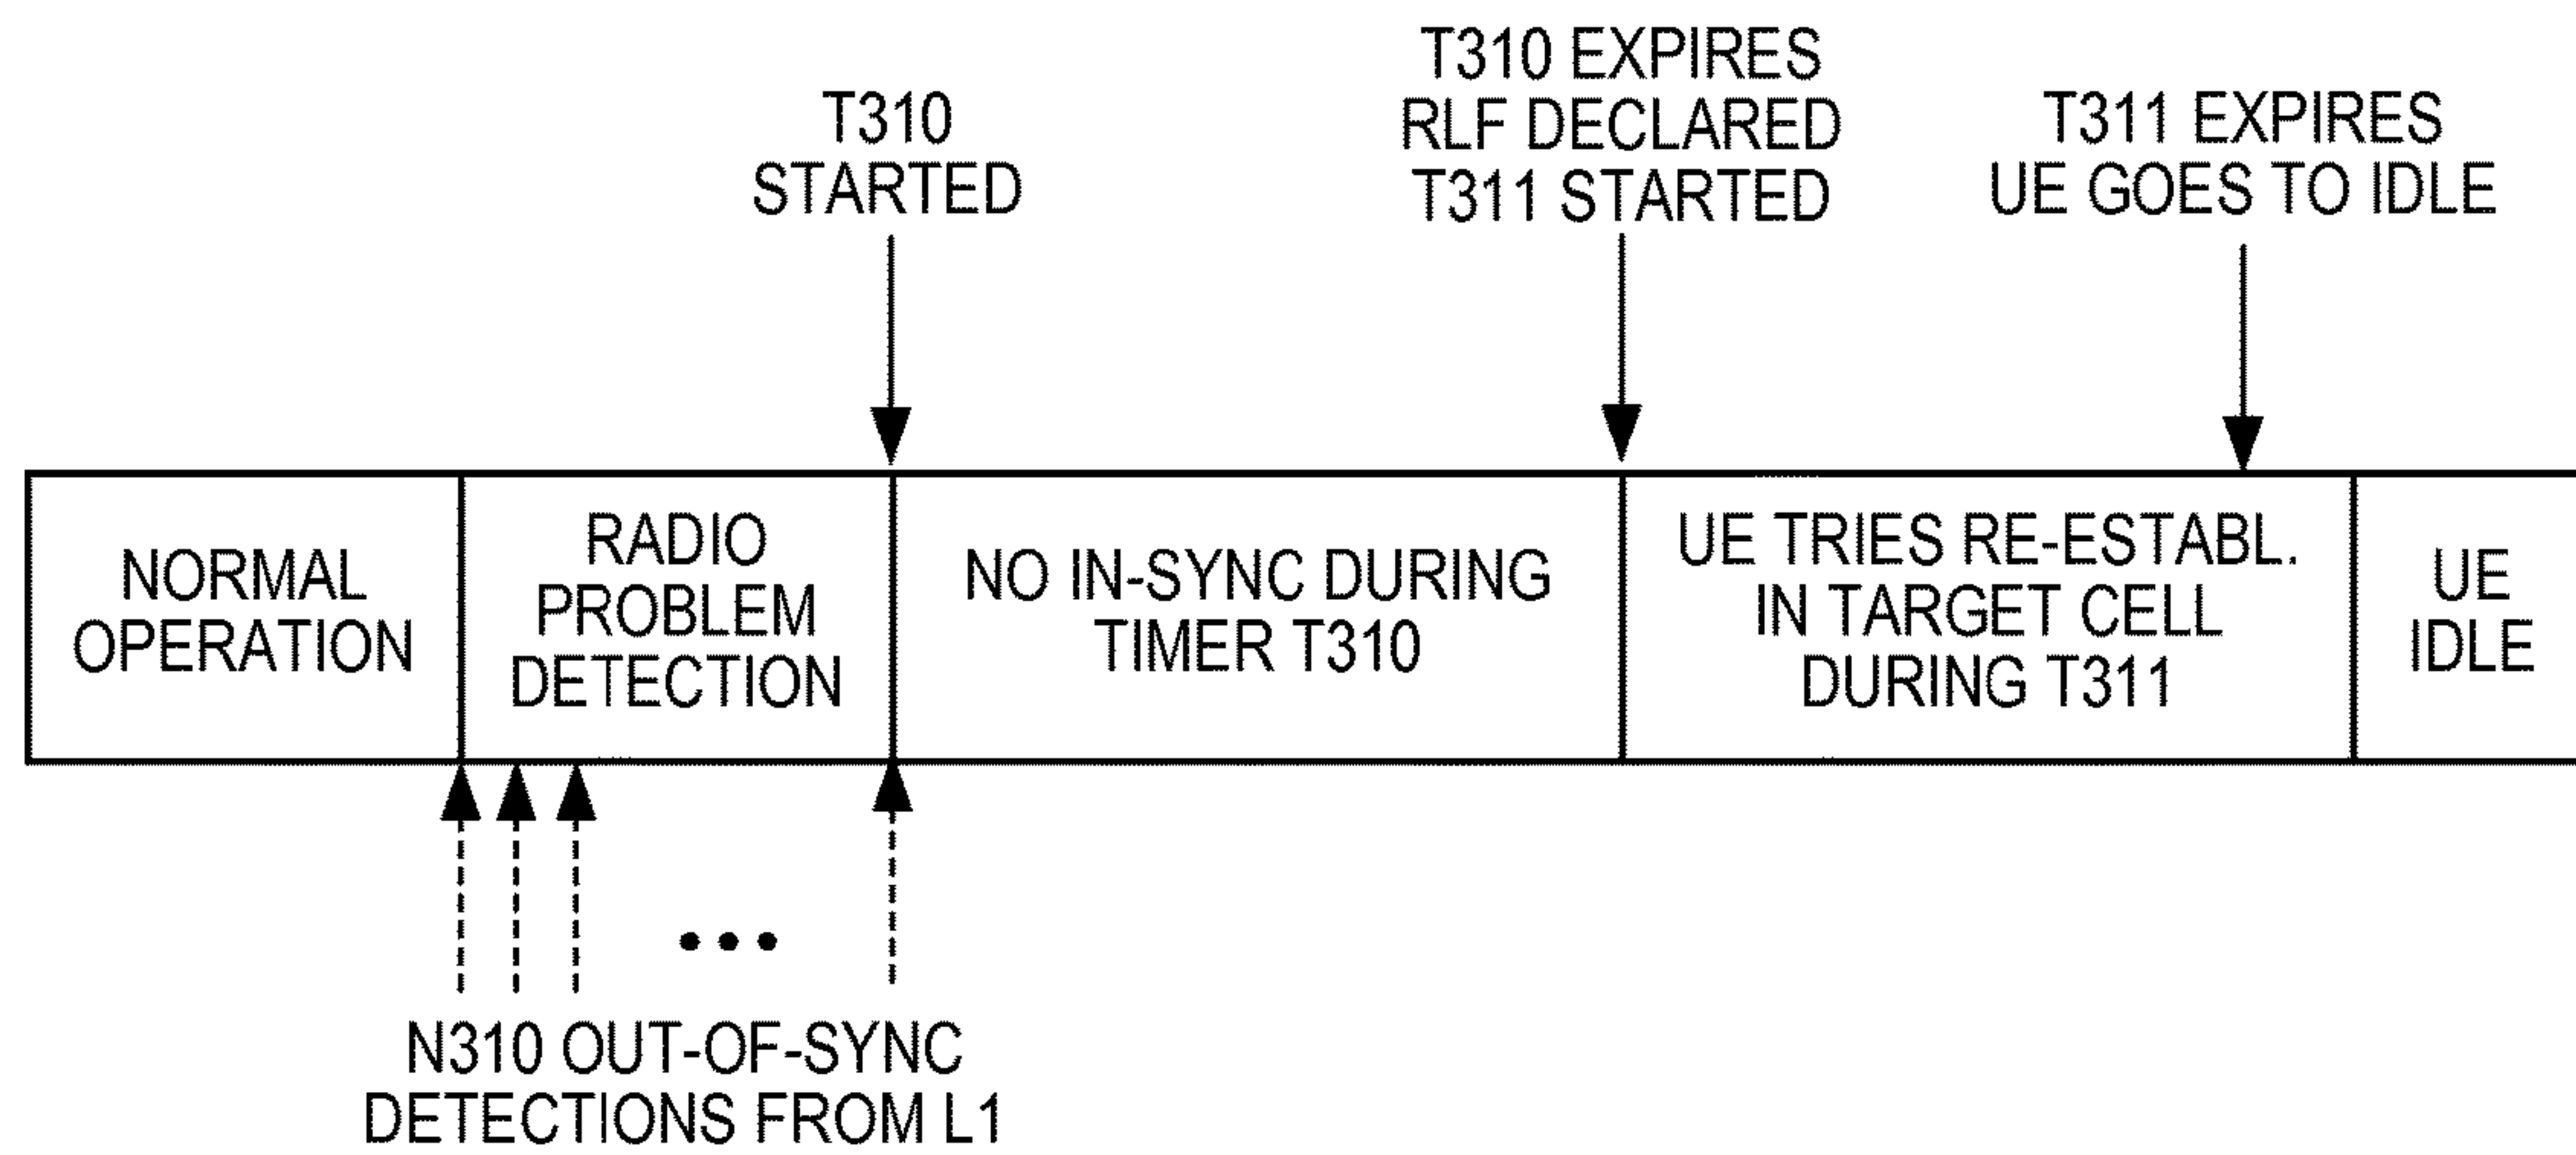 T310
STARTED
T310 EXPIRES
RLF DECLARED
T311 STARTED
T311 EXPIRES
UE GOES TO IDLE
NORMAL
OPERATION
RADIO
PROBLEM
DETECTION
NO IN-SYNC DURING
TIMER T310
UE TRIES RE-ESTABL.
IN TARGET CELL
DURING T311
UE
IDLE
N310 OUT-OF-SYNC
DETECTIONS FROM L1